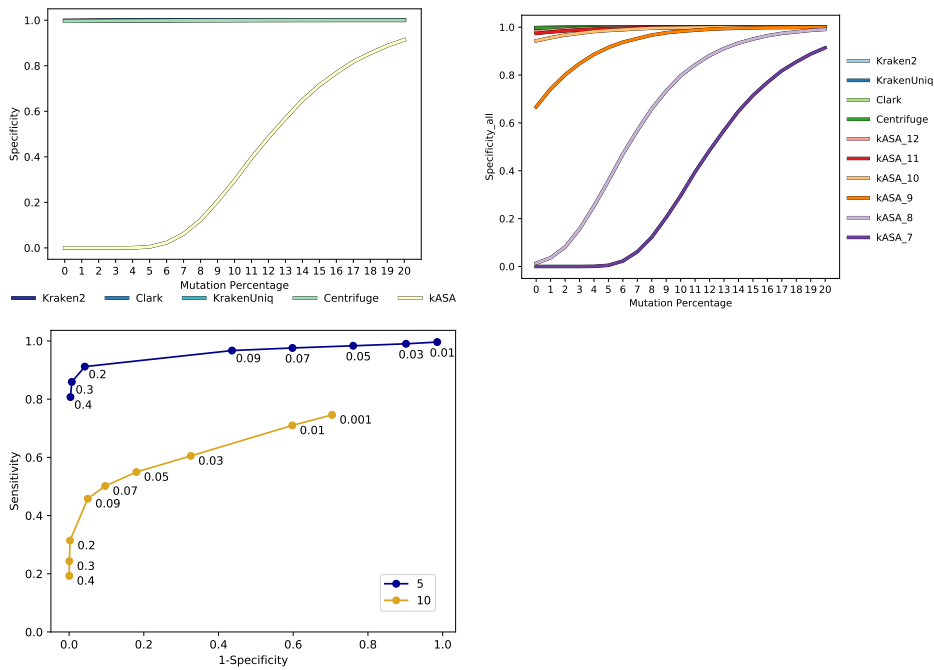 1.0
0.8
0.6
0.4
0.2
0.0
Specificity
0 1 2 3 4 5 6 7 8 9 10 11 12 13 14 15 16 17 18 19 20
Mutation Percentage
Kraken2 Clark KrakenUniq Centrifuge kASA
1.0
0.8
0.6
0.4
0.2
0.0
Specificity_all
0 1 2 3 4 5 6 7 8 9 10 11 12 13 14 15 16 17 18 19 20
Mutation Percentage
Kraken2
KrakenUniq
Clark
Centrifuge
kASA_12
kASA_11
kASA_10
kASA_9
kASA_8
kASA_7
1.0
0.8
0.6
0.4
0.2
0.0
Sensitivity
0.4
0.3
0.2
0.09
0.07
0.05
0.03
0.01
0.4
0.3
0.2
0.09
0.07
0.05
0.03
0.01
0.001
5
10
0.0 0.2 0.4 0.6 0.8 1.0
1-Specificity